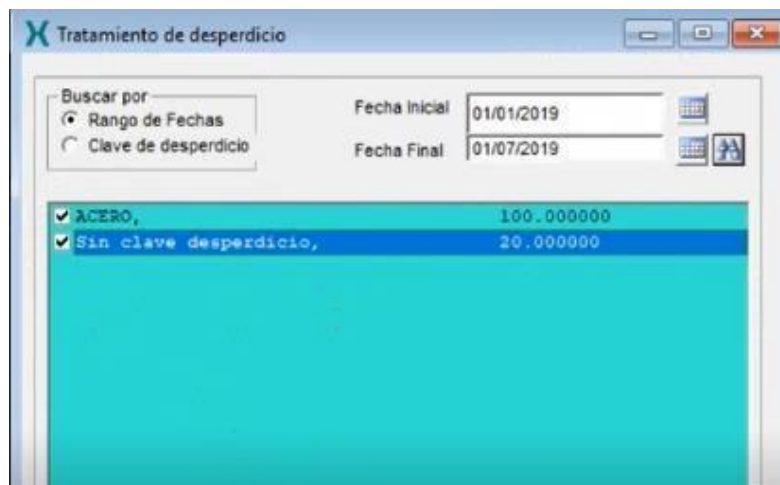 Tratamiento de desperdicio
Buscar por
Rango de Fechas
Clave de desperdicio
Fecha Inicial 01/01/2019
Fecha Final 01/07/2019
ACERO, 100.000000
Sin clave desperdicio, 20.000000